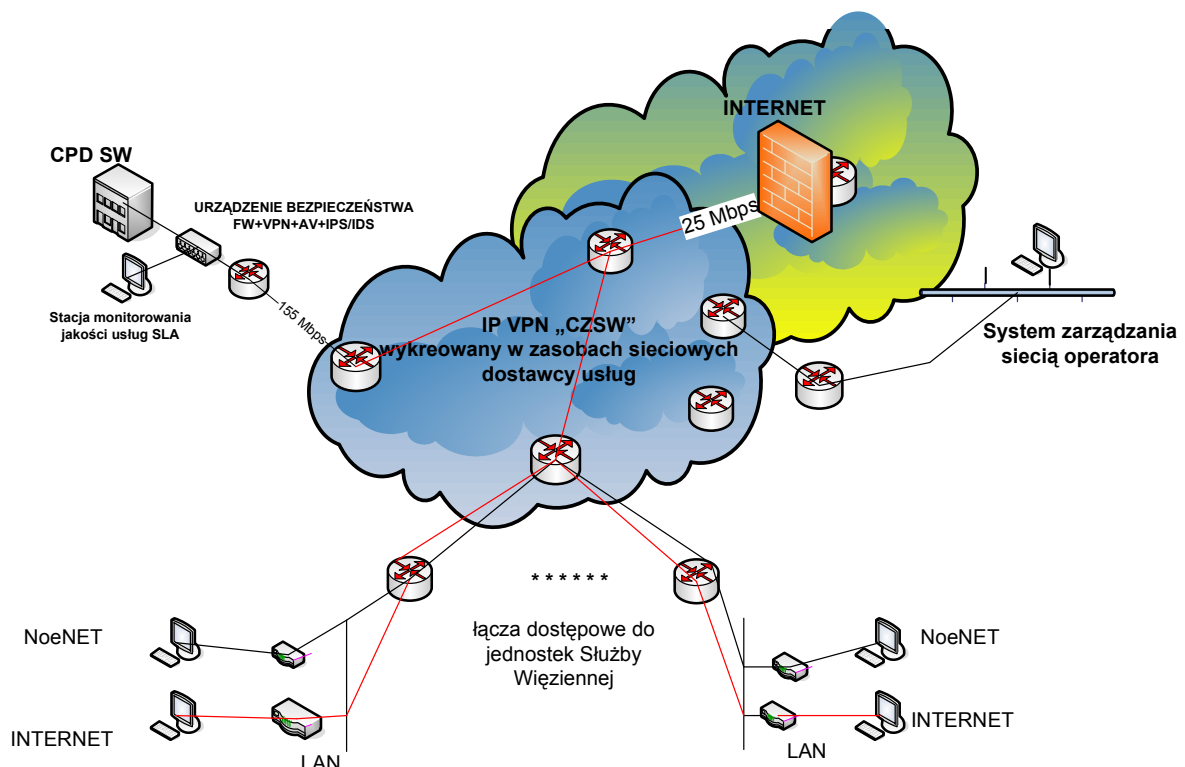 INTERNET
CPD SW
URZĄDZENIE BEZPIECZEŃSTWA
FW+VPN+AV+IPS/IDS
25 Mbps
Stacja monitorowania
jakości usług SLA
155 Mbps
IP VPN „CZSW”
wykreowany w zasobach sieciowych
dostawcy usług
System zarządzania
siecią operatora
* * * * * *
łącza dostępowe do
jednostek Służby
Więziennej
NoeNET
INTERNET
LAN
NoeNET
INTERNET
LAN